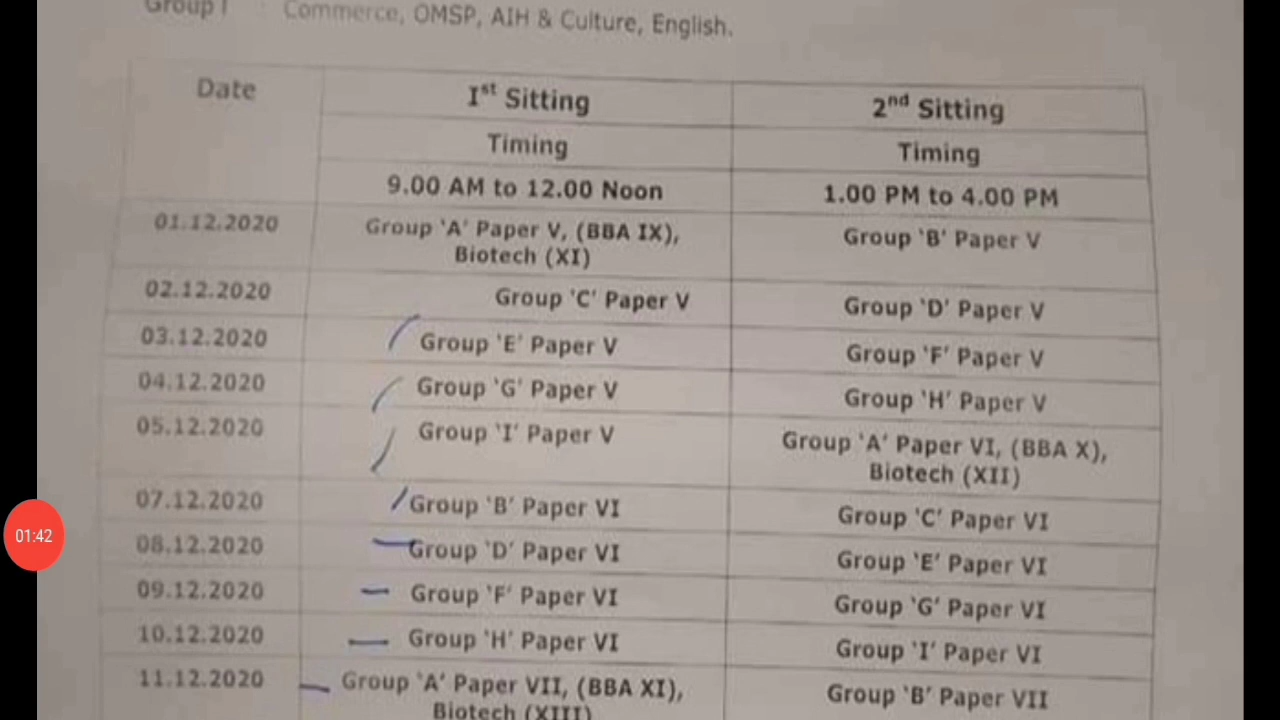 Group I : Commerce, OMSP, AIH & Culture, English.
Date
Ist Sitting
2nd Sitting
Timing
Timing
9.00 AM to 12.00 Noon
1.00 PM to 4.00 PM
01.12.2020
Group 'A' Paper V, (BBA IX),
Biotech (XI)
Group 'B' Paper V
02.12.2020
Group 'C' Paper V
Group 'D' Paper V
03.12.2020
Group 'E' Paper V
Group 'F' Paper V
04.12.2020
Group 'G' Paper V
Group 'H' Paper V
05.12.2020
Group 'I' Paper V
Group 'A' Paper VI, (BBA X),
Biotech (XII)
07.12.2020
Group 'B' Paper VI
Group 'C' Paper VI
08.12.2020
Group 'D' Paper VI
Group 'E' Paper VI
09.12.2020
Group 'F' Paper VI
Group 'G' Paper VI
10.12.2020
Group 'H' Paper VI
Group 'I' Paper VI
11.12.2020
Group 'A' Paper VII, (BBA XI),
Biotech (XIII)
Group 'B' Paper VII
01:42